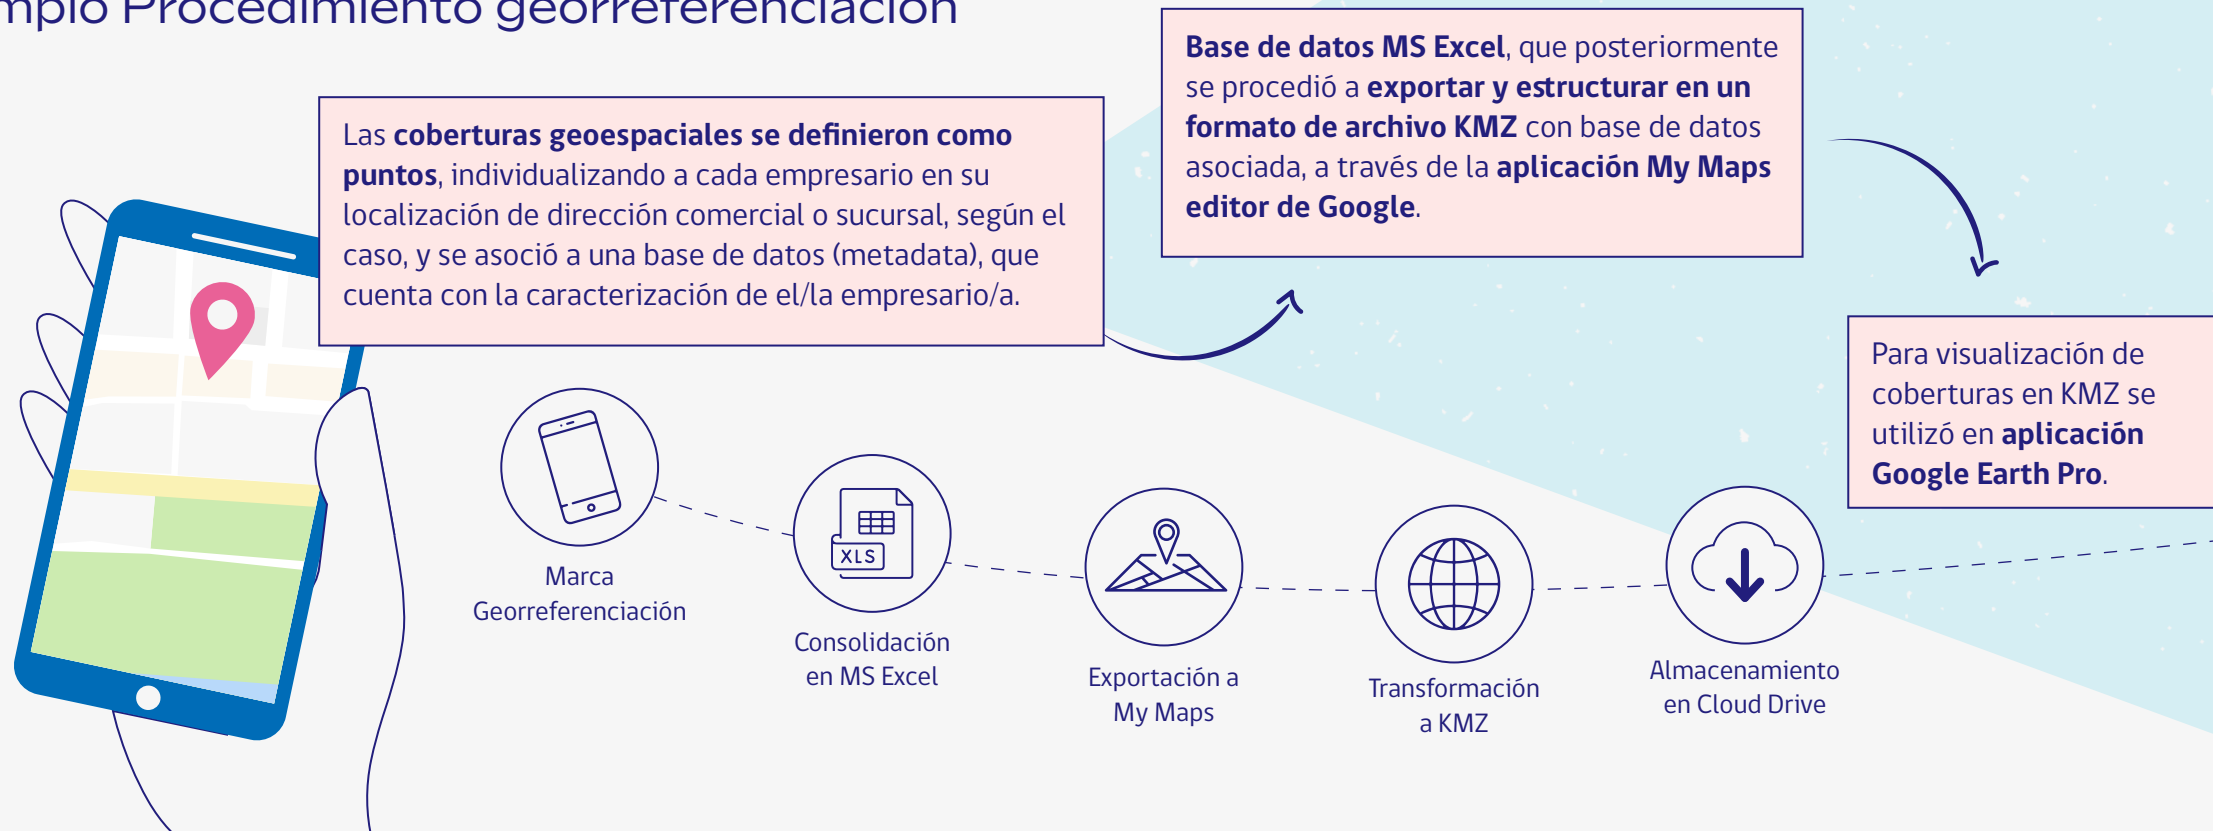 Procedimiento georreferenciación
Las coberturas geoespaciales se definieron como
puntos, individualizando a cada empresario en su
localización de dirección comercial o sucursal, según el
caso, y se asoció a una base de datos (metadata), que
cuenta con la caracterización de el/la empresario/a.
Base de datos MS Excel, que posteriormente
se procedió a exportar y estructurar en un
formato de archivo KMZ con base de datos
asociada, a través de la aplicación My Maps
editor de Google.
Para visualización de
coberturas en KMZ se
utilizó en aplicación
Google Earth Pro.
Marca
Georreferenciación
XLS
Consolidación
en MS Excel
Exportación a
My Maps
Transformación
a KMZ
Almacenamiento
en Cloud Drive